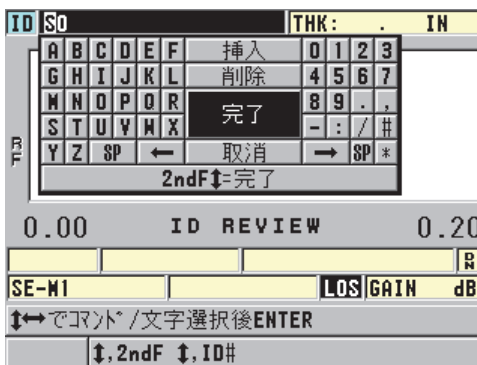 ID SO THK: . IN
A B C D E F 挿入 0 1 2 3
G H I J K L 削除 4 5 6 7
M N O P Q R 完了 8 9 . ,
S T U V W X - : / #
Y Z SP ← 取消 → SP *
2ndF↕=完了
RF
0.00 ID REVIEW 0.20
DN
SE-M1 LOS GAIN dB
↕↔でコマンド/文字選択後ENTER
↕,2ndF ↕,ID#